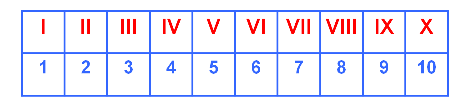 I II III IV V VI VII VIII IX X
1 2 3 4 5 6 7 8 9 10